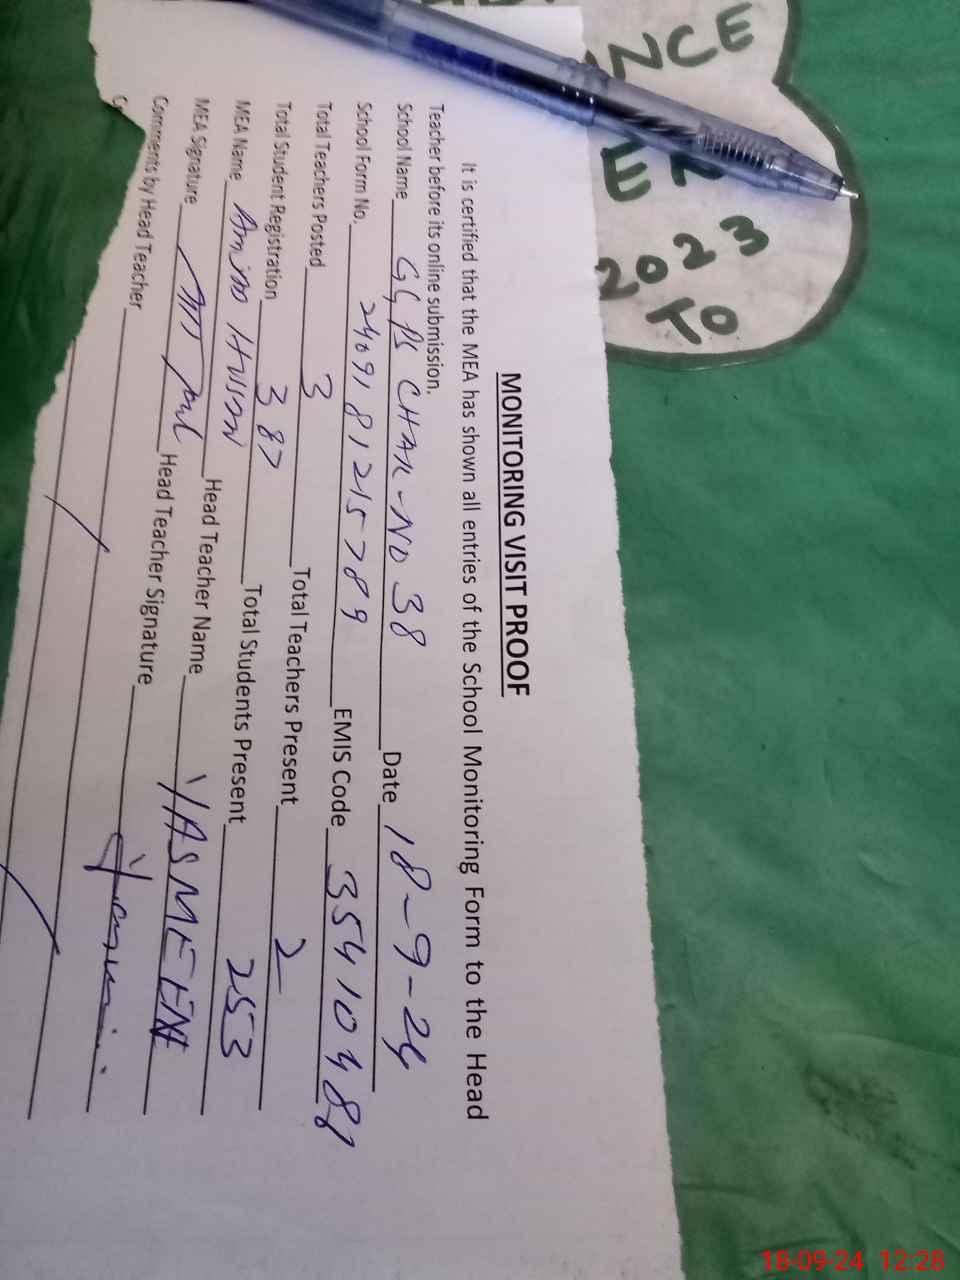 NCE
E R
2023
TO
MONITORING VISIT PROOF
It is certified that the MEA has shown all entries of the School Monitoring Form to the Head
Teacher before its online submission.
School Name GGPS CHAK-NO 38 Date 18-9-24
School Form No. 24091812157 89 EMIS Code 35410481
Total Teachers Posted 3 Total Teachers Present 2
Total Student Registration 387 Total Students Present 253
MEA Name Head Teacher Name YASMEEN
MEA Signature Head Teacher Signature
Comments by Head Teacher
18-09-24 12:28